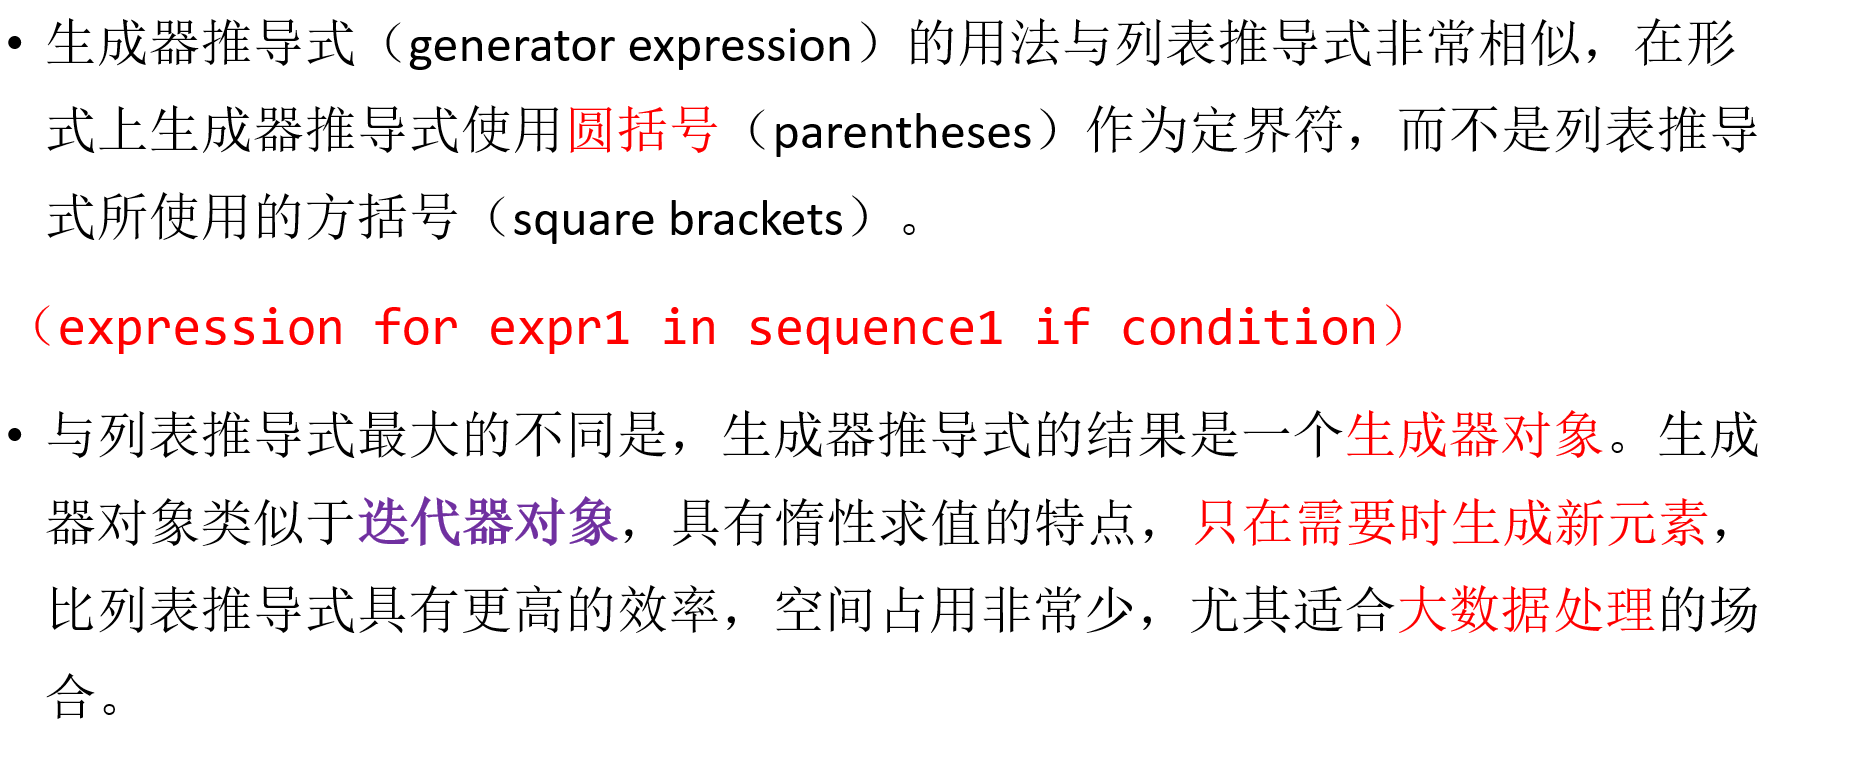 • 生成器推导式（generator expression）的用法与列表推导式非常相似，在形
式上生成器推导式使用圆括号（parentheses）作为定界符，而不是列表推导
式所使用的方括号（square brackets）。
（expression for expr1 in sequence1 if condition）
• 与列表推导式最大的不同是，生成器推导式的结果是一个生成器对象。生成
器对象类似于迭代器对象，具有惰性求值的特点，只在需要时生成新元素，
比列表推导式具有更高的效率，空间占用非常少，尤其适合大数据处理的场
合。